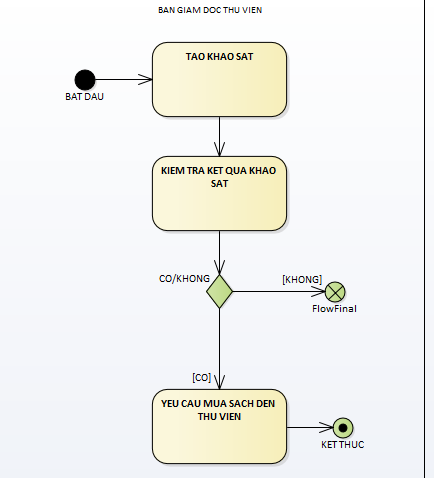 BAN GIAM DOC THU VIEN
TAO KHAO SAT
BAT DAU
KIEM TRA KET QUA KHAO
SAT
CO/KHONG
[KHONG]
FlowFinal
[CO]
YEU CAU MUA SACH DEN
THU VIEN
KET THUC